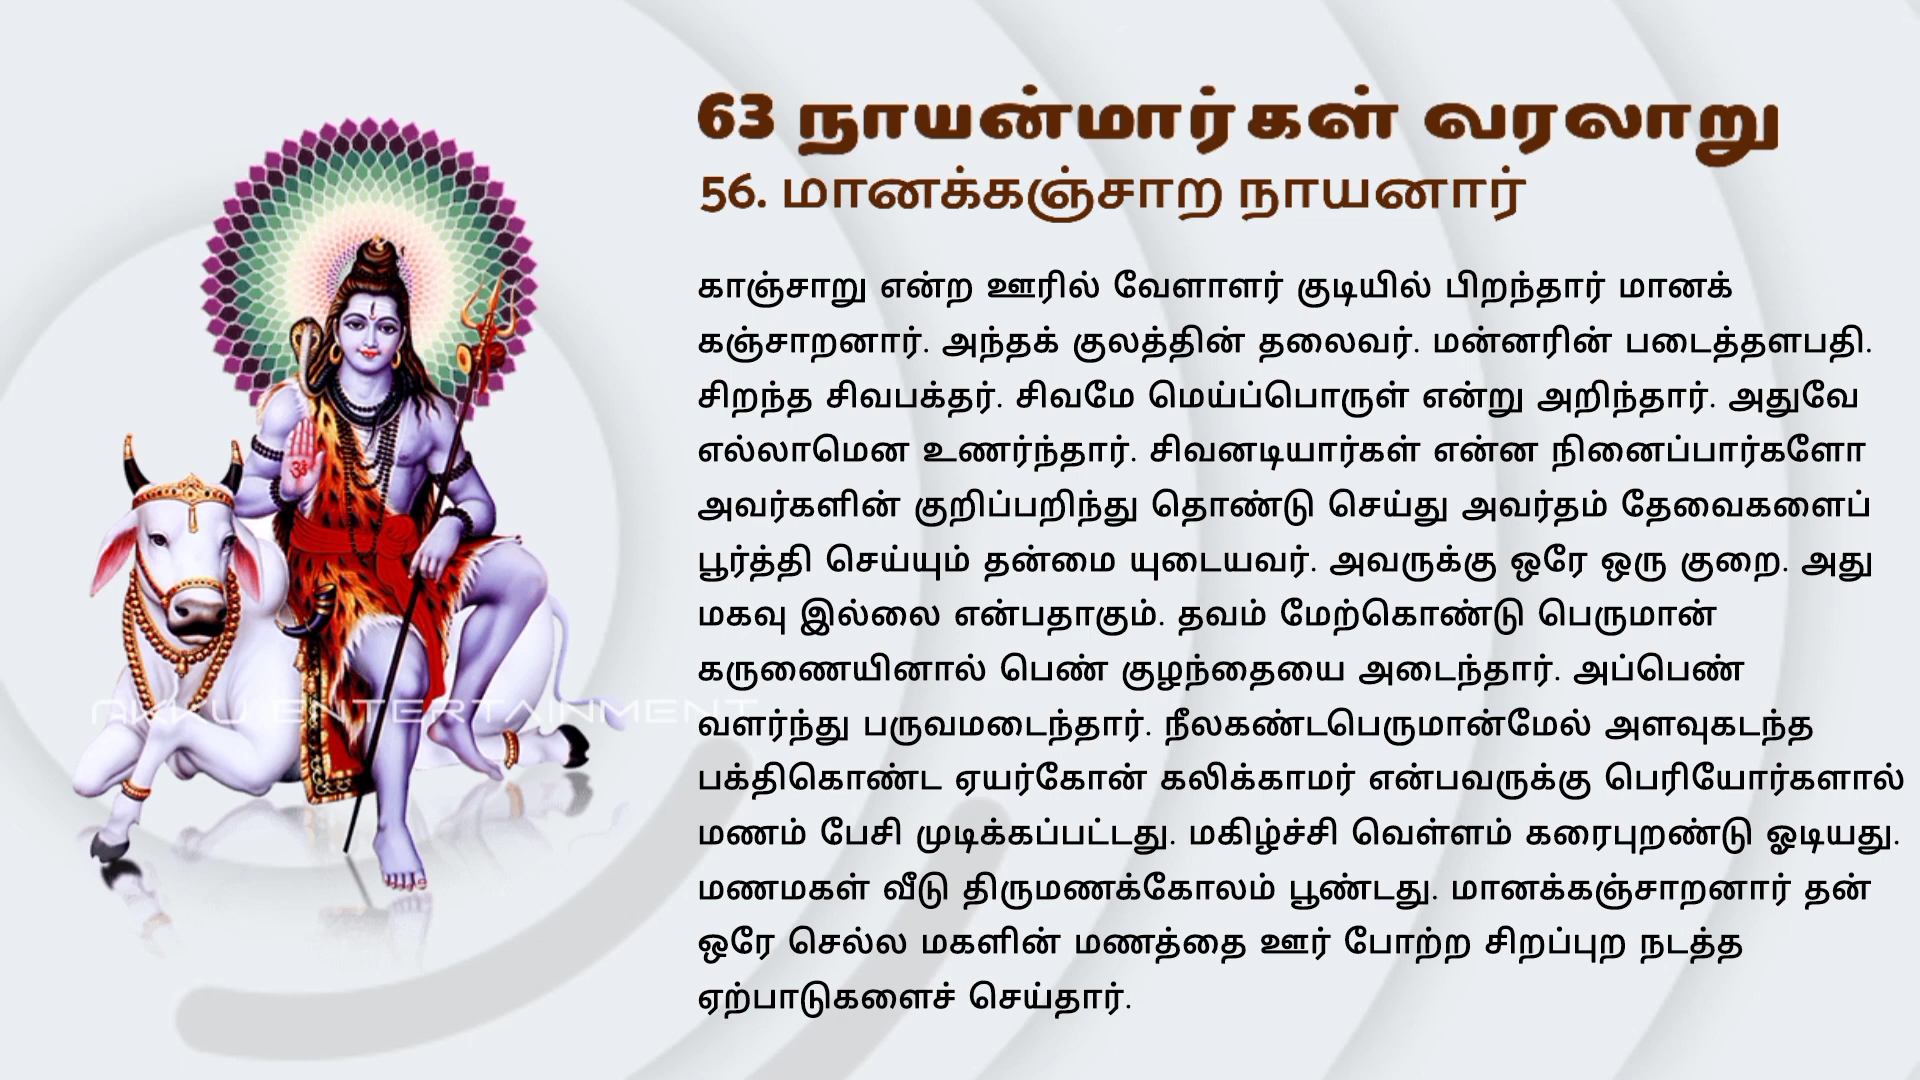 63 நாயன்மார்கள் வரலாறு
56. மானக்கஞ்சாற நாயனார்
காஞ்சாறு என்ற ஊரில் வேளாளர் குடியில் பிறந்தார் மானக்
கஞ்சாறனார். அந்தக் குலத்தின் தலைவர். மன்னரின் படைத்தளபதி.
சிறந்த சிவபக்தர். சிவமே மெய்ப்பொருள் என்று அறிந்தார். அதுவே
எல்லாமென உணர்ந்தார். சிவனடியார்கள் என்ன நினைப்பார்களோ
அவர்களின் குறிப்பறிந்து தொண்டு செய்து அவர்தம் தேவைகளைப்
பூர்த்தி செய்யும் தன்மை யுடையவர். அவருக்கு ஒரே ஒரு குறை. அது
மகவு இல்லை என்பதாகும். தவம் மேற்கொண்டு பெருமான்
கருணையினால் பெண் குழந்தையை அடைந்தார். அப்பெண்
வளர்ந்து பருவமடைந்தார். நீலகண்டபெருமான்மேல் அளவுகடந்த
பக்திகொண்ட ஏயர்கோன் கலிக்காமர் என்பவருக்கு பெரியோர்களால்
மணம் பேசி முடிக்கப்பட்டது. மகிழ்ச்சி வெள்ளம் கரைபுறண்டு ஓடியது.
மணமகள் வீடு திருமணக்கோலம் பூண்டது. மானக்கஞ்சாறனார் தன்
ஒரே செல்ல மகளின் மணத்தை ஊர் போற்ற சிறப்புற நடத்த
ஏற்பாடுகளைச் செய்தார்.
ॐ
AKKU ENTERTAINMENT